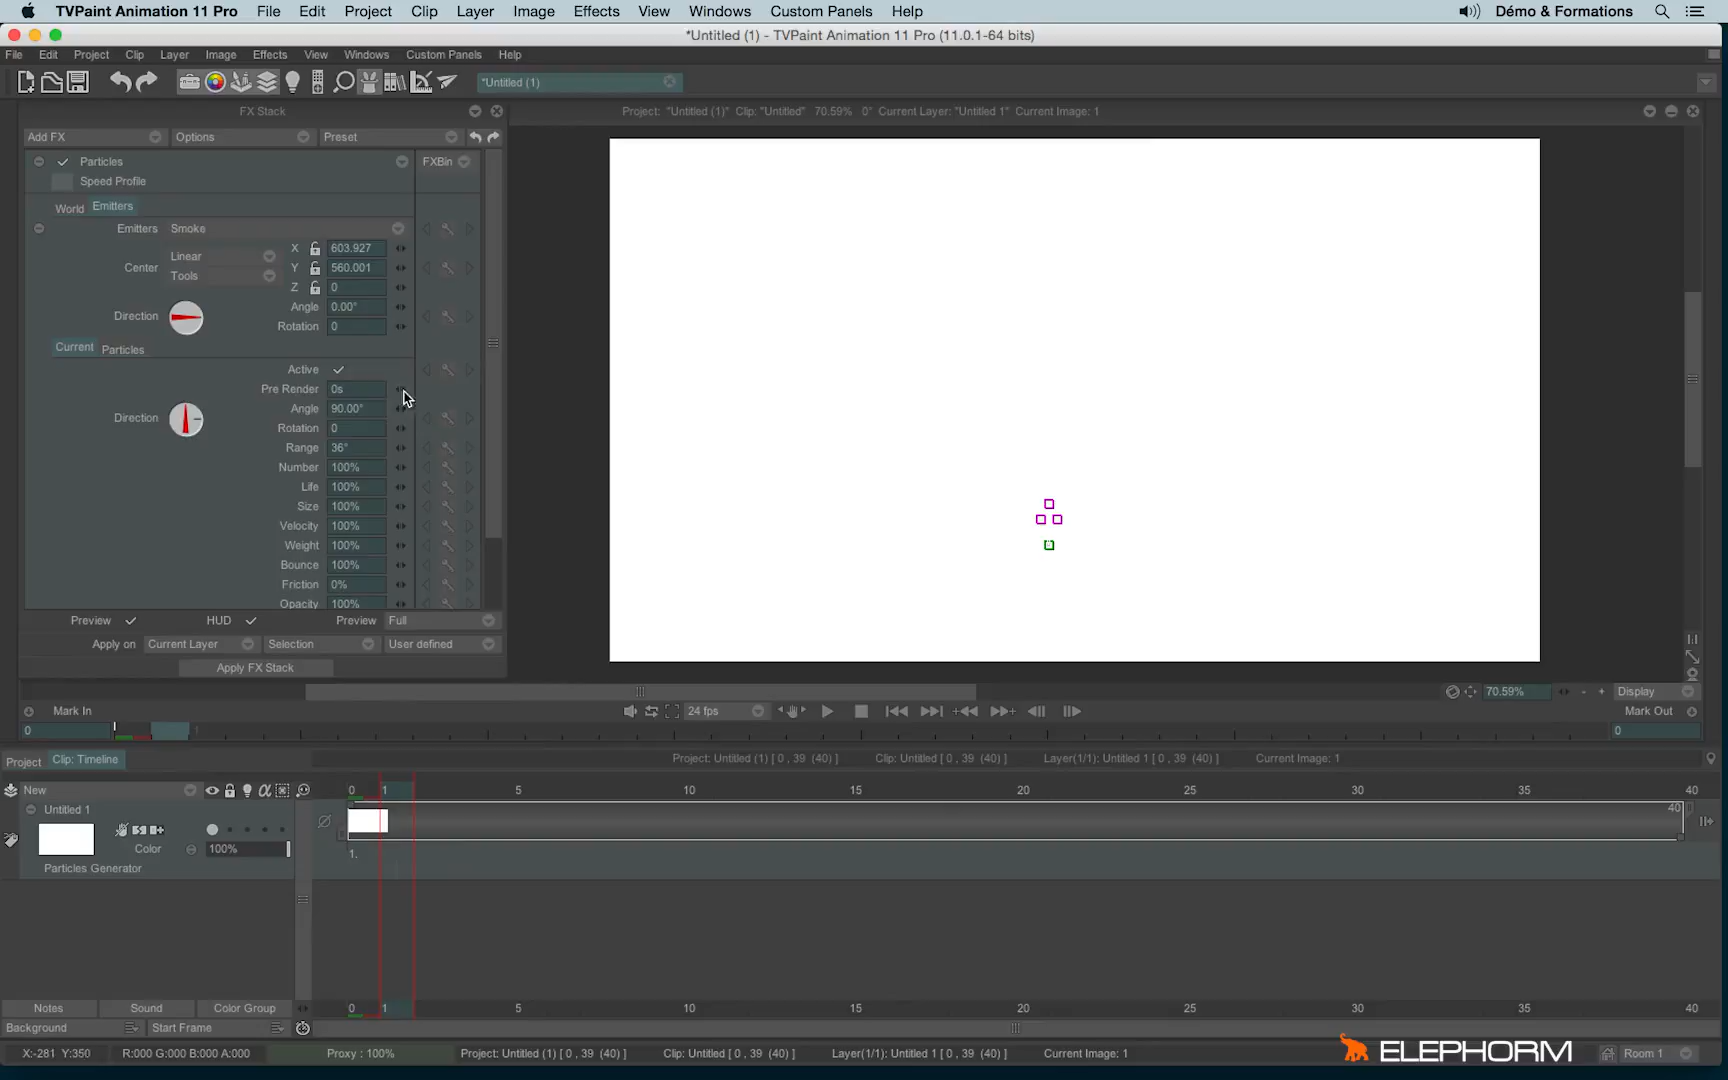 TVPaint Animation 11 Pro File Edit Project Clip Layer Image Effects View Windows Custom Panels Help Démo & Formations
*Untitled (1) - TVPaint Animation 11 Pro (11.0.1-64 bits)
File Edit Project Clip Layer Image Effects View Windows Custom Panels Help
*Untitled (1)
FX Stack
Project: "Untitled (1)" Clip: "Untitled" 70.59% 0° Current Layer: "Untitled 1" Current Image: 1
Add FX Options Preset
Particles FXBin
Speed Profile
World Emitters
Emitters Smoke
X 603.927
Linear
Center Y 560.001
Tools
Z 0
Angle 0.00°
Direction
Rotation 0
Current Particles
Active
Pre Render 0s
Angle 90.00°
Direction
Rotation 0
Range 36°
Number 100%
Life 100%
Size 100%
Velocity 100%
Weight 100%
Bounce 100%
Friction 0%
Opacity 100%
Preview HUD Preview Full
Apply on Current Layer Selection User defined
Apply FX Stack
70.59% - + Display
Mark In 24 fps Mark Out
0 1 0
Project Clip: Timeline Project: Untitled (1) [ 0 , 39 (40) ] Clip: Untitled [ 0 , 39 (40) ] Layer(1/1): Untitled 1 [ 0 , 39 (40) ] Current Image: 1
New 0 1 5 10 15 20 25 30 35 40
Untitled 1 40
Color 100%
1.
Particles Generator
Notes Sound Color Group 0 1 5 10 15 20 25 30 35 40
Background Start Frame
X:-281 Y:350 R:000 G:000 B:000 A:000 Proxy : 100% Project: Untitled (1) [ 0 , 39 (40) ] Clip: Untitled [ 0 , 39 (40) ] Layer(1/1): Untitled 1 [ 0 , 39 (40) ] Current Image: 1 ELEPHORM Room 1